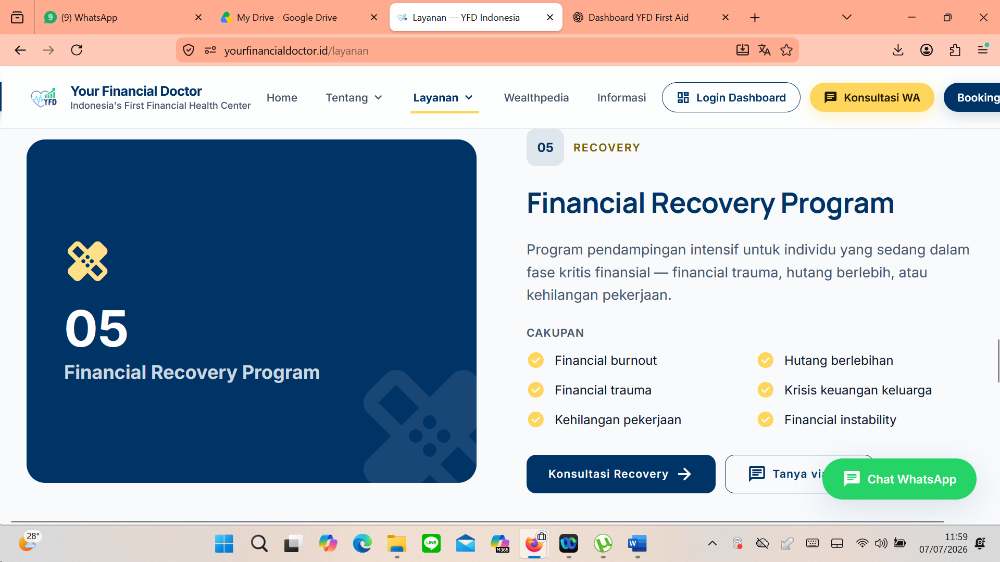 (9) WhatsApp
My Drive - Google Drive
Layanan — YFD Indonesia
Dashboard YFD First Aid
yourfinancialdoctor.id/layanan
YFD
Your Financial Doctor
Indonesia's First Financial Health Center
Home
Tentang
Layanan
Wealthpedia
Informasi
Login Dashboard
Konsultasi WA
Booking
05
Financial Recovery Program
05
RECOVERY
Financial Recovery Program
Program pendampingan intensif untuk individu yang sedang dalam
fase kritis finansial — financial trauma, hutang berlebih, atau
kehilangan pekerjaan.
CAKUPAN
Financial burnout
Hutang berlebihan
Financial trauma
Krisis keuangan keluarga
Kehilangan pekerjaan
Financial instability
Konsultasi Recovery
Tanya via
Chat WhatsApp
28°
LINE
M365
W
11:59
07/07/2026